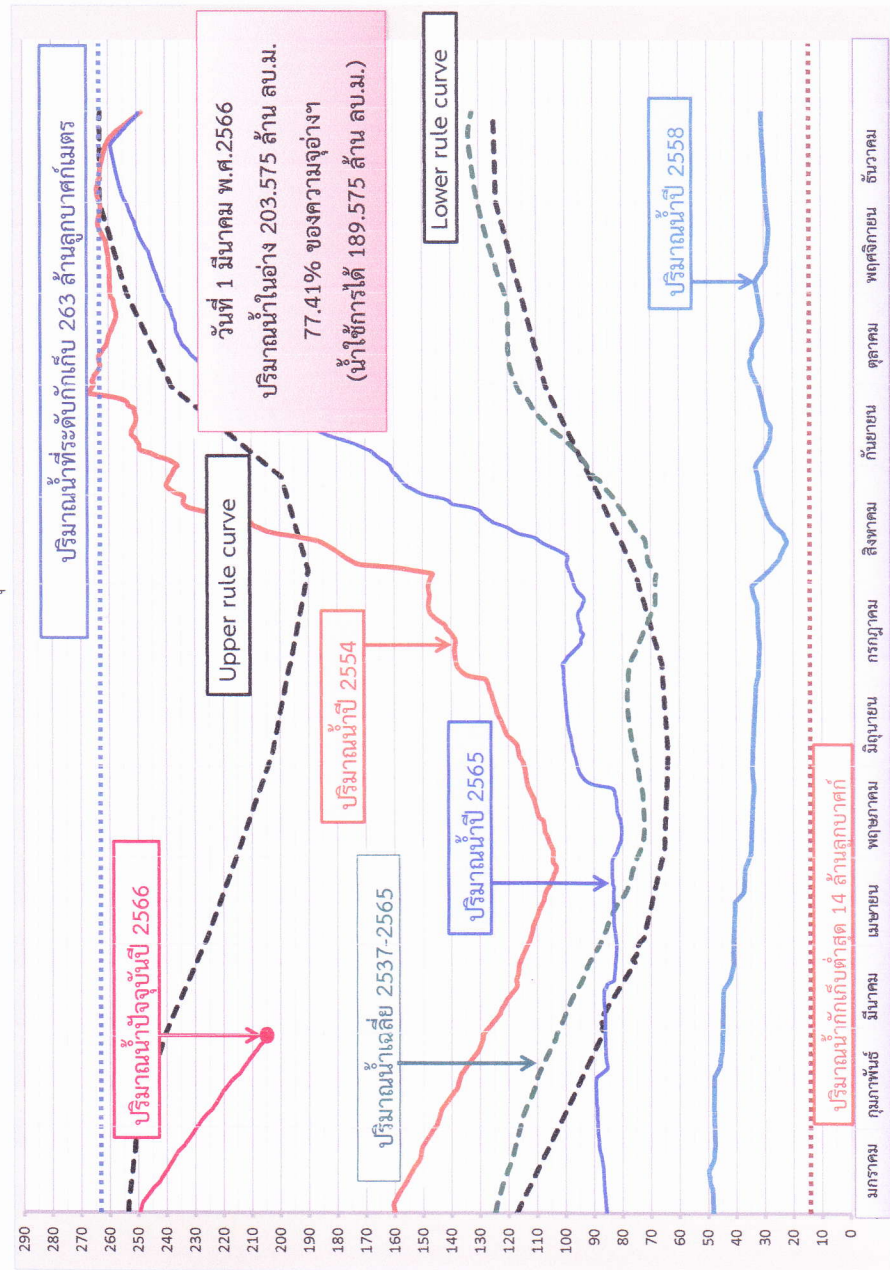 ปริมาณน้ำที่ระดับกักเก็บ 263 ล้านลูกบาศก์เมตร
วันที่ 1 มีนาคม พ.ศ.2566
ปริมาณน้ำในอ่าง 203.575 ล้าน ลบ.ม.
77.41% ของความจุอ่างฯ
(น้ำใช้การได้ 189.575 ล้าน ลบ.ม.)
Upper rule curve
Lower rule curve
ปริมาณน้ำปัจจุบันปี 2566
ปริมาณน้ำปี 2554
ปริมาณน้ำเฉลี่ย 2537-2565
ปริมาณน้ำปี 2565
ปริมาณน้ำปี 2558
ปริมาณน้ำกักเก็บต่ำสุด 14 ล้านลูกบาศก์
290
280
270
260
250
240
230
220
210
200
190
180
170
160
150
140
130
120
110
100
90
80
70
60
50
40
30
20
10
0
มกราคม กุมภาพันธ์ มีนาคม เมษายน พฤษภาคม มิถุนายน กรกฎาคม สิงหาคม กันยายน ตุลาคม พฤศจิกายน ธันวาคม